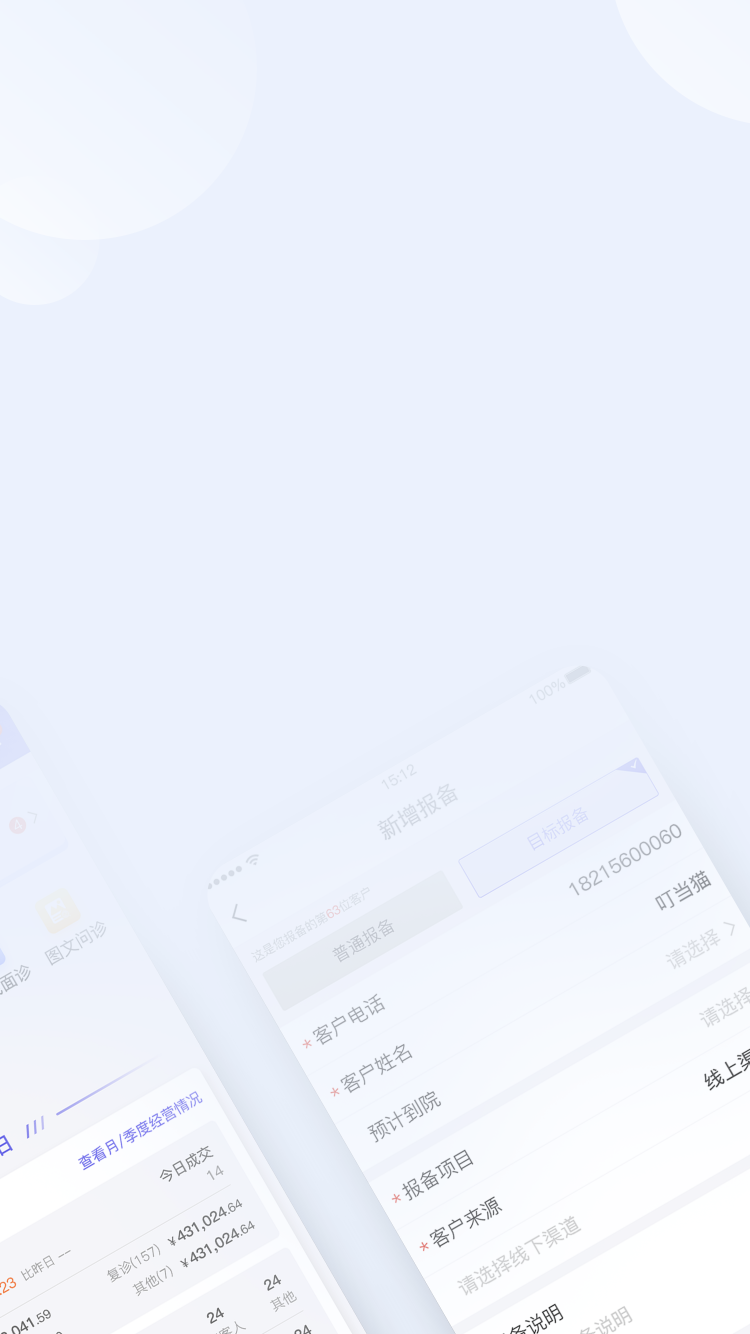 4
图文问诊
面诊
日
查看月/季度经营情况
今日成交
14
比昨日 --
复诊(157) ¥431,024.64
其他(7) ¥431,024.64
24
24
其他
24
15:12
100%
新增报备
这是您报备的第63位客户
普通报备
目标报备
*客户电话
18215600060
*客户姓名
叮当猫
预计到院
请选择
*报备项目
请选择
*客户来源
线上渠
请选择线下渠道
备说明
备说明